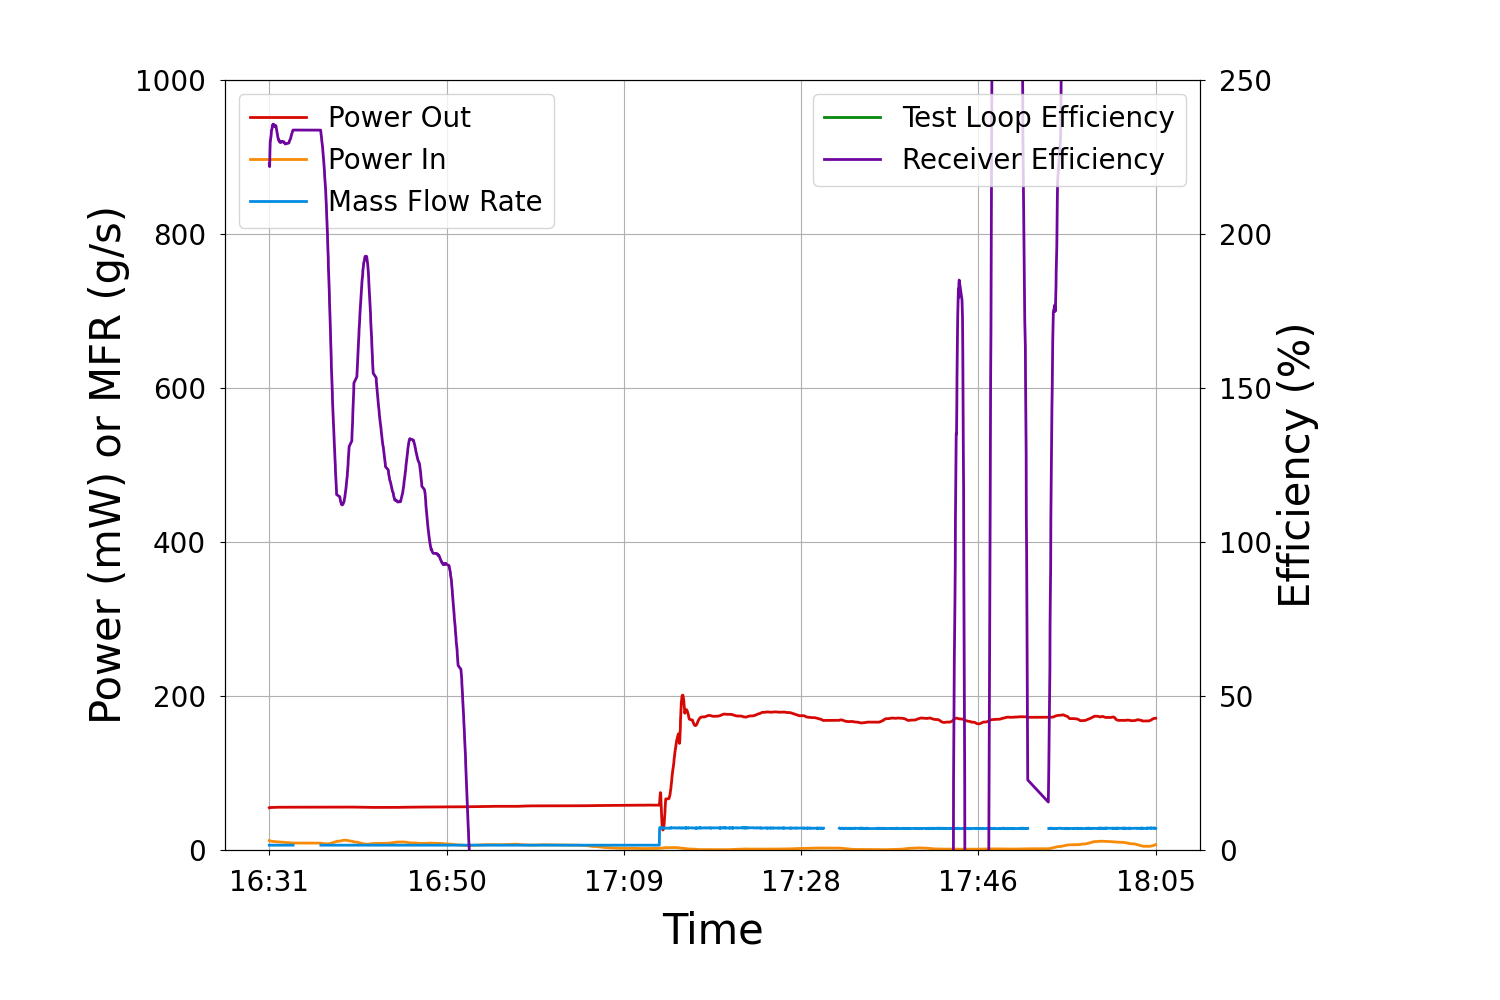 1000
800
600
400
200
0
Power (mW) or MFR (g/s)
Power Out
Power In
Mass Flow Rate
Test Loop Efficiency
Receiver Efficiency
250
200
150
100
50
0
Efficiency (%)
16:31 16:50 17:09 17:28 17:46 18:05
Time